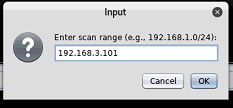 Input
Enter scan range (e.g., 192.168.1.0/24):
192.168.3.101
Cancel
OK